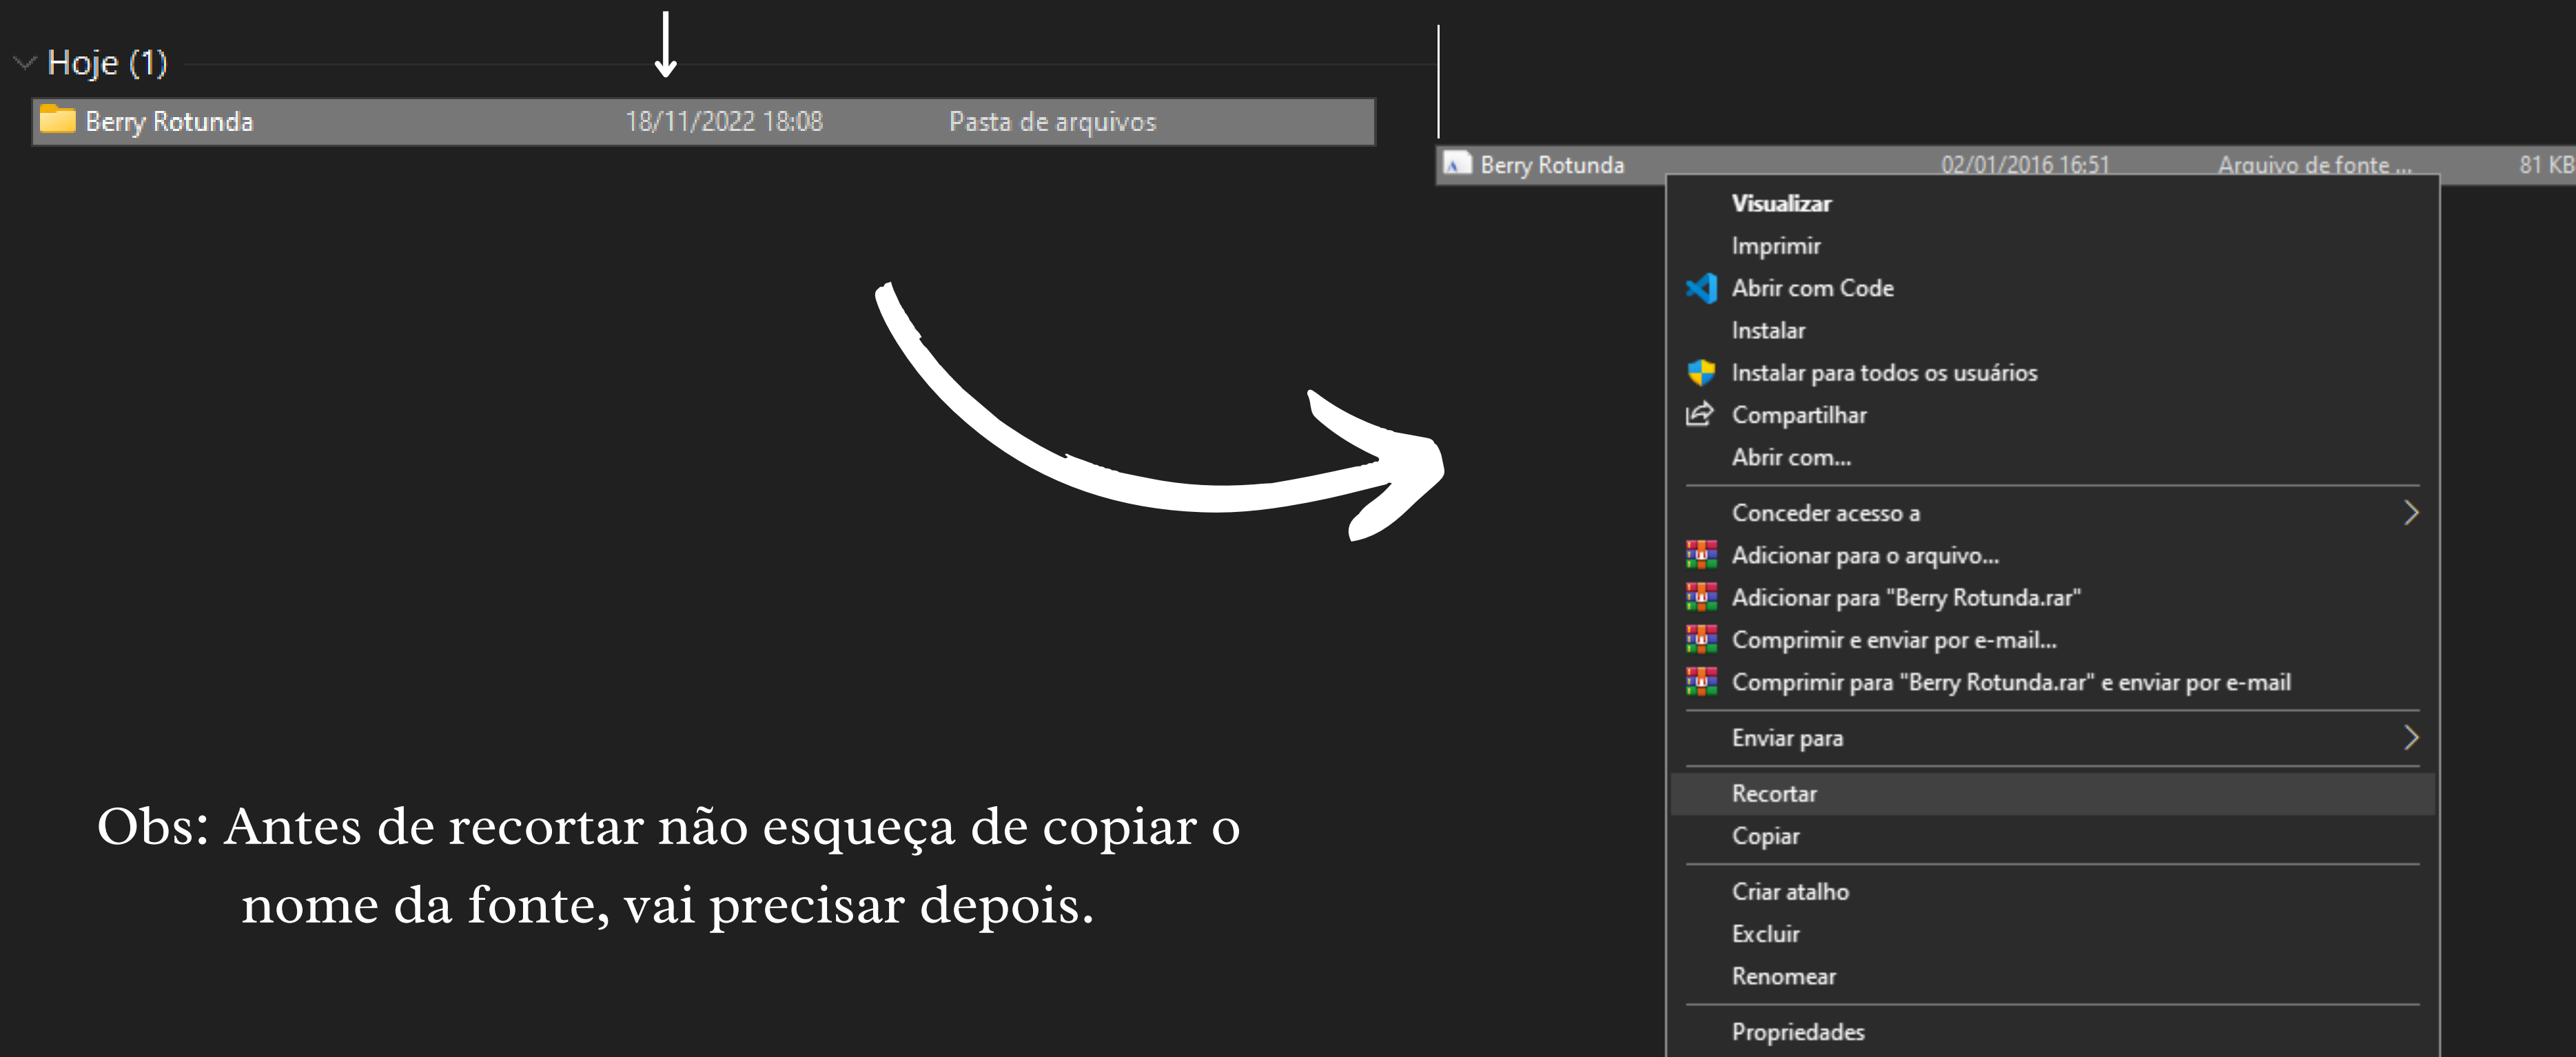 Hoje (1)
Berry Rotunda 18/11/2022 18:08 Pasta de arquivos
Berry Rotunda 02/01/2016 16:51 Arquivo de fonte ... 81 KB
Visualizar
Imprimir
Abrir com Code
Instalar
Instalar para todos os usuários
Compartilhar
Abrir com...
Conceder acesso a
Adicionar para o arquivo...
Adicionar para "Berry Rotunda.rar"
Comprimir e enviar por e-mail...
Comprimir para "Berry Rotunda.rar" e enviar por e-mail
Enviar para
Recortar
Copiar
Criar atalho
Excluir
Renomear
Propriedades
Obs: Antes de recortar não esqueça de copiar o
nome da fonte, vai precisar depois.